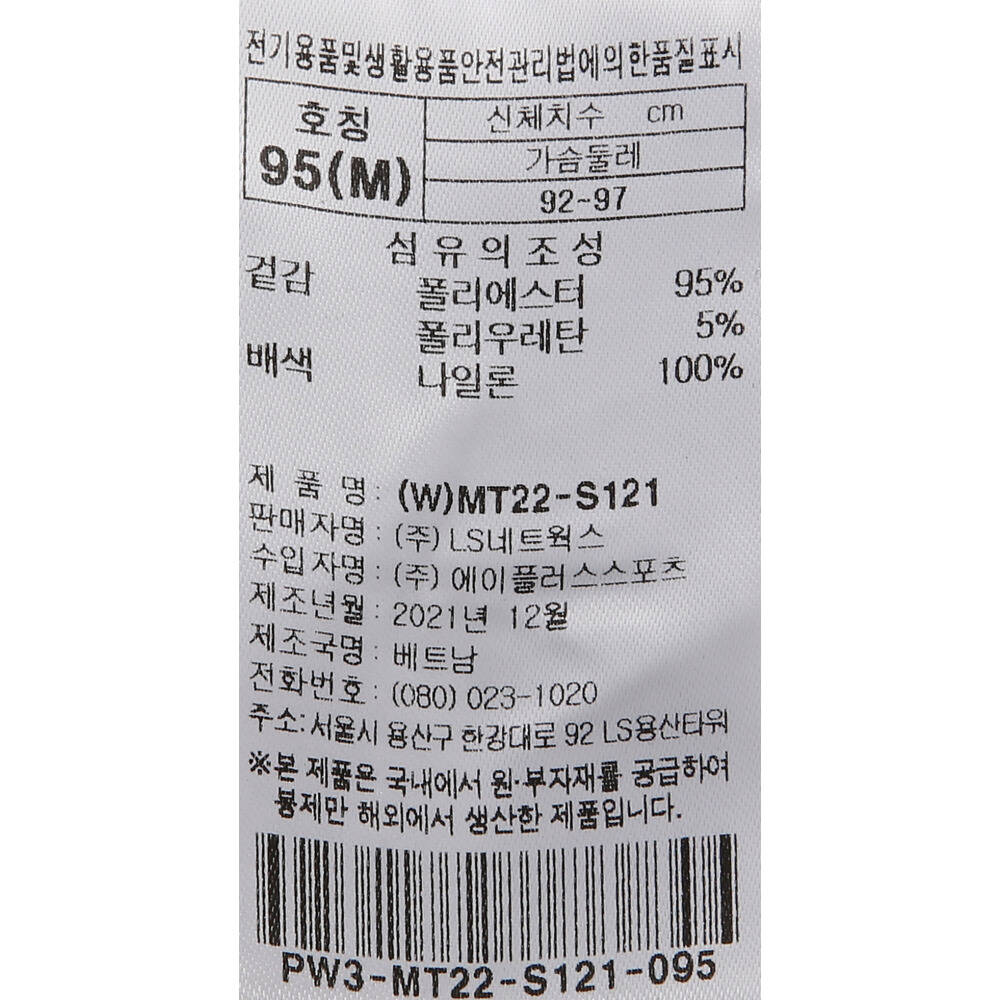 전기용품및생활용품안전관리법에의한품질표시
호칭 신체치수 cm
95(M) 가슴둘레
92~97
섬 유 의 조 성
겉감 폴리에스터 95%
폴리우레탄 5%
배색 나일론 100%
제 품 명 : (W)MT22-S121
판매자명 : (주) LS네트웍스
수입자명 : (주) 에이플러스스포츠
제조년월 : 2021년 12월
제조국명 : 베트남
전화번호 : (080) 023-1020
주소: 서울시 용산구 한강대로 92 LS용산타워
※본 제품은 국내에서 원·부자재를 공급하여
봉제만 해외에서 생산한 제품입니다.
PW3-MT22-S121-095